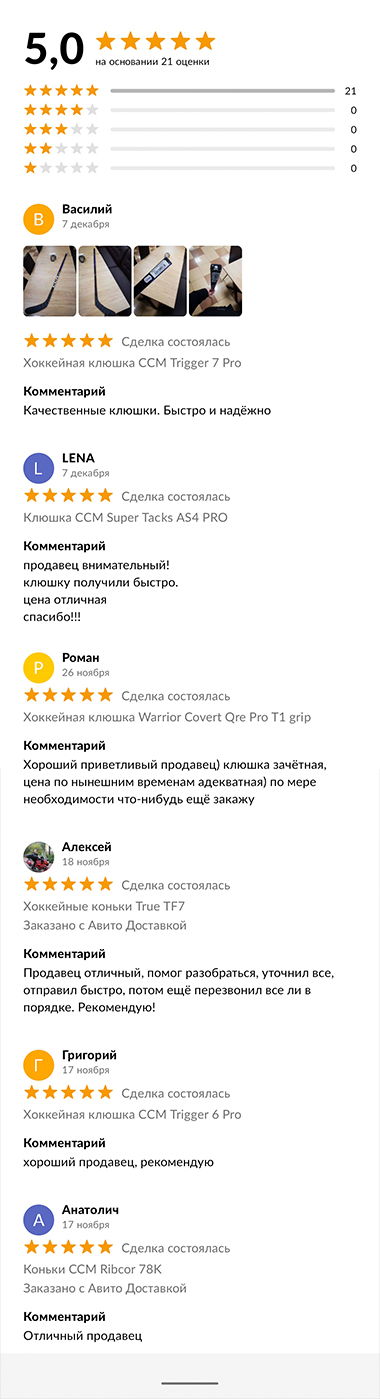 5,0
на основании 21 оценки
21
0
0
0
0
В
Василий
7 декабря
Сделка состоялась
Хоккейная клюшка CCM Trigger 7 Pro
Комментарий
Качественные клюшки. Быстро и надёжно
L
LENA
7 декабря
Сделка состоялась
Клюшка CCM Super Tacks AS4 PRO
Комментарий
продавец внимательный!
клюшку получили быстро.
цена отличная
спасибо!!!
Р
Роман
26 ноября
Сделка состоялась
Хоккейная клюшка Warrior Covert Qre Pro T1 grip
Комментарий
Хороший приветливый продавец) клюшка зачётная,
цена по нынешним временам адекватная) по мере
необходимости что-нибудь ещё закажу
Алексей
18 ноября
Сделка состоялась
Хоккейные коньки True TF7
Заказано с Авито Доставкой
Комментарий
Продавец отличный, помог разобраться, уточнил все,
отправил быстро, потом ещё перезвонил все ли в
порядке. Рекомендую!
Г
Григорий
17 ноября
Сделка состоялась
Хоккейная клюшка CCM Trigger 6 Pro
Комментарий
хороший продавец, рекомендую
А
Анатолич
17 ноября
Сделка состоялась
Коньки CCM Ribcor 78K
Заказано с Авито Доставкой
Комментарий
Отличный продавец